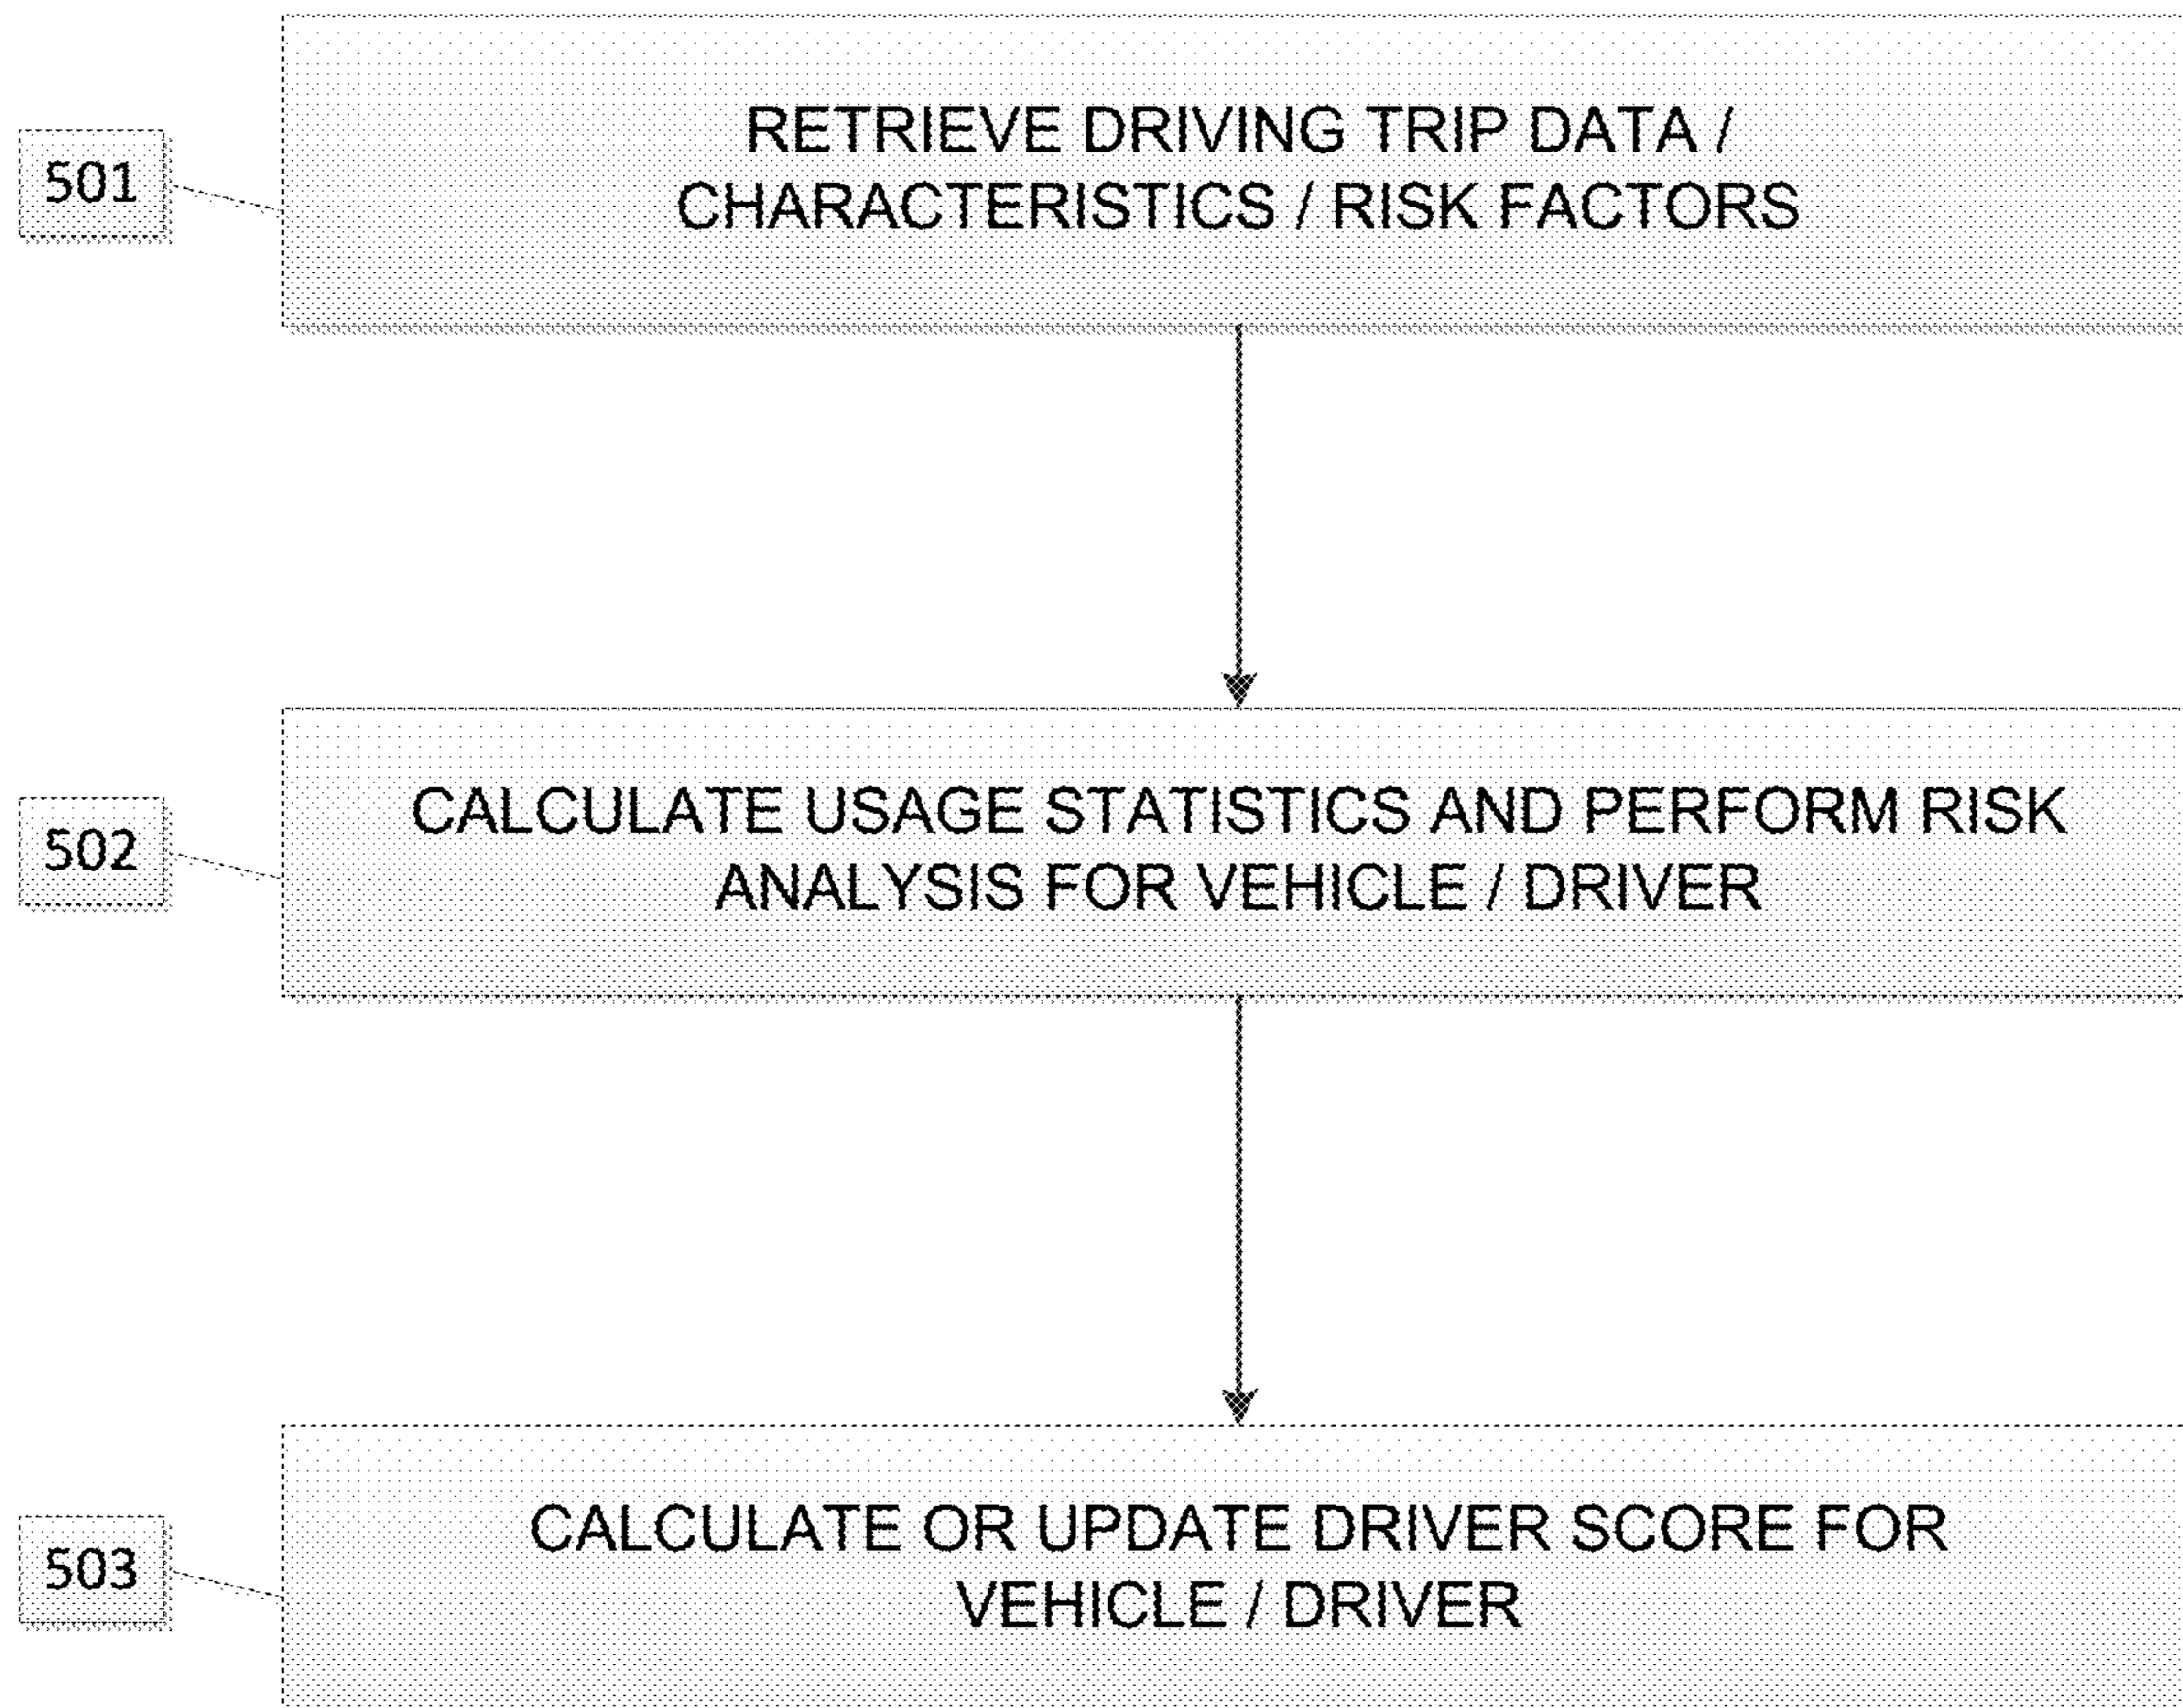 501
RETRIEVE DRIVING TRIP DATA /
CHARACTERISTICS / RISK FACTORS
502
CALCULATE USAGE STATISTICS AND PERFORM RISK
ANALYSIS FOR VEHICLE / DRIVER
503
CALCULATE OR UPDATE DRIVER SCORE FOR
VEHICLE / DRIVER